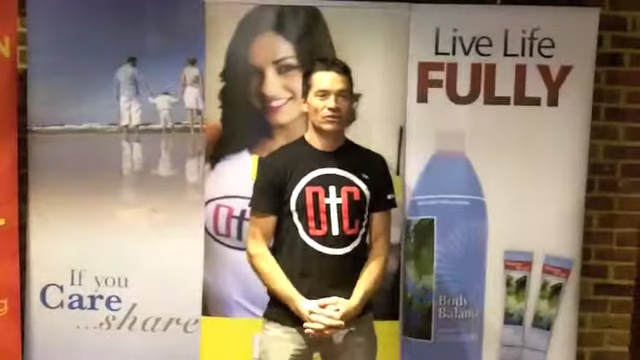 If you
Care
...share
DTC
DTC
Live Life
FULLY
Body
Balance